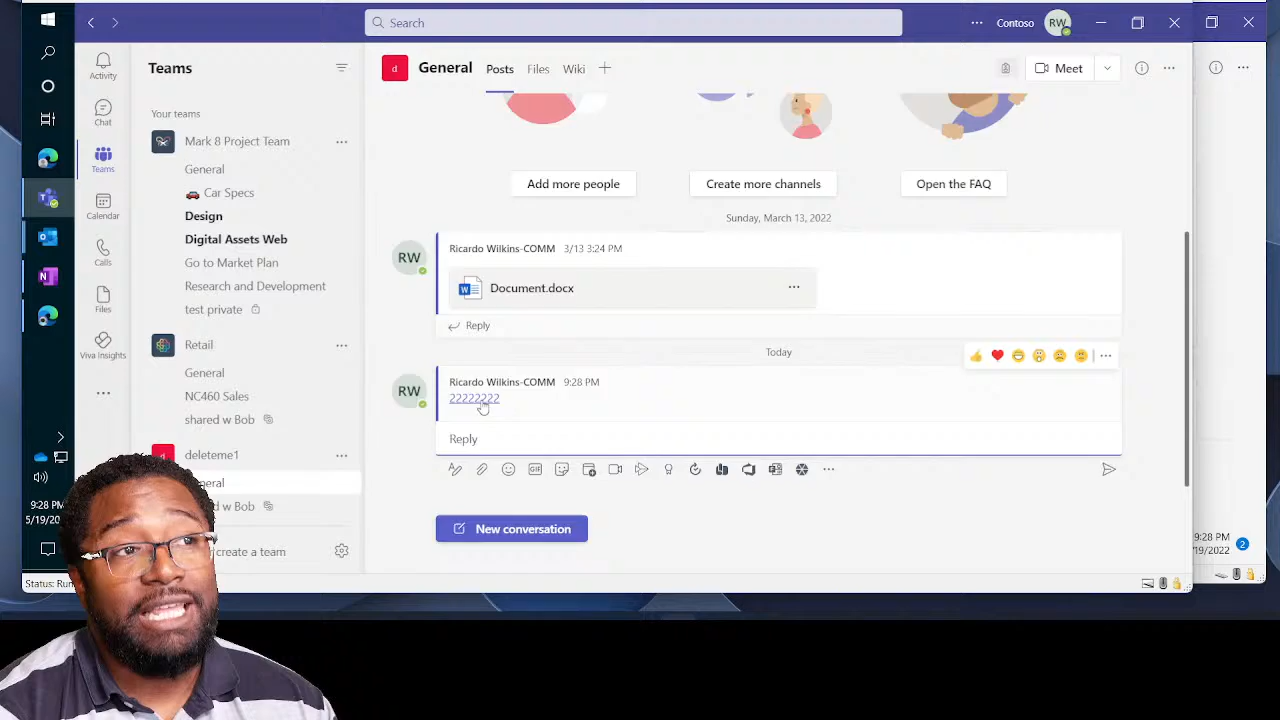 Search
Contoso
RW
Activity
Chat
Teams
Calendar
Calls
Files
Viva Insights
Teams
Your teams
Mark 8 Project Team
General
Car Specs
Design
Digital Assets Web
Go to Market Plan
Research and Development
test private
Retail
General
NC460 Sales
shared w Bob
d
deleteme1
eral
d w Bob
create a team
d
General
Posts
Files
Wiki
Meet
Add more people
Create more channels
Open the FAQ
Sunday, March 13, 2022
RW
Ricardo Wilkins-COMM 3/13 3:24 PM
Document.docx
Reply
Today
RW
Ricardo Wilkins-COMM 9:28 PM
22222222
Reply
GIF
New conversation
9:28 PM
5/19/20
Status: Run
9:28 PM
/19/2022
2